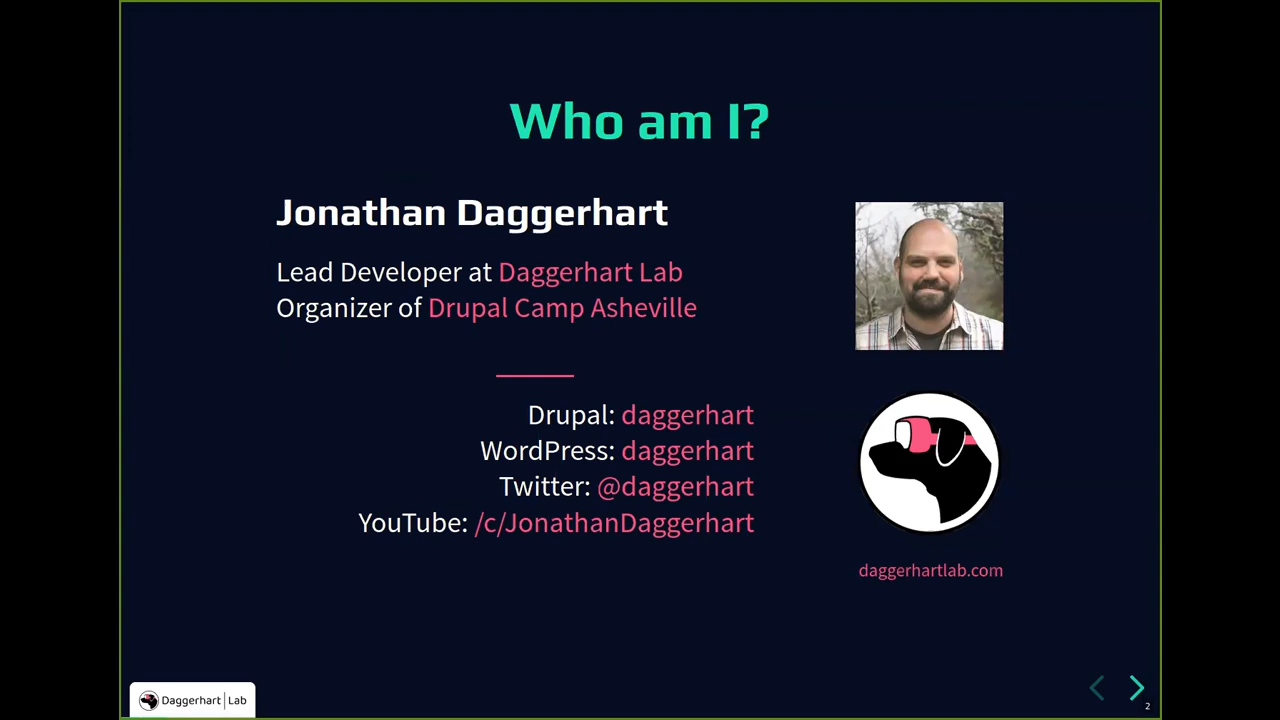 Who am I?
Jonathan Daggerhart
Lead Developer at Daggerhart Lab
Organizer of Drupal Camp Asheville
Drupal: daggerhart
WordPress: daggerhart
Twitter: @daggerhart
YouTube: /c/JonathanDaggerhart
daggerhartlab.com
Daggerhart | Lab
2